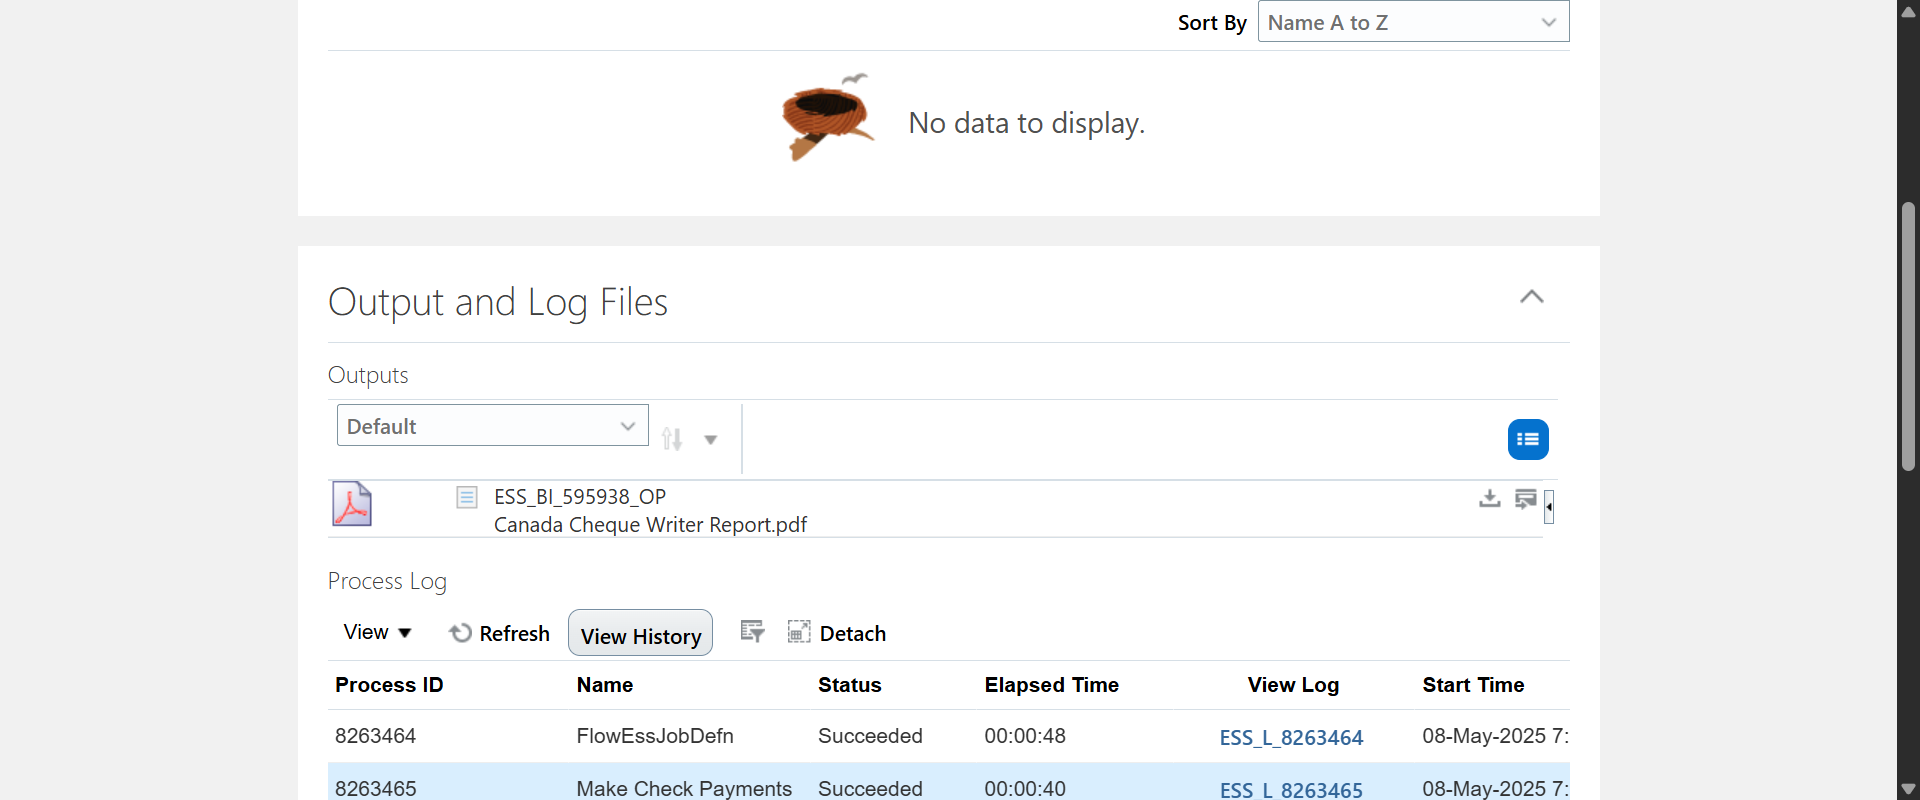 Sort By Name A to Z
No data to display.
Output and Log Files
Outputs
Default
ESS_BI_595938_OP
Canada Cheque Writer Report.pdf
Process Log
View Refresh View History Detach
Process ID Name Status Elapsed Time View Log Start Time
8263464 FlowEssJobDefn Succeeded 00:00:48 ESS_L_8263464 08-May-2025 7:
8263465 Make Check Payments Succeeded 00:00:40 ESS_L_8263465 08-May-2025 7: